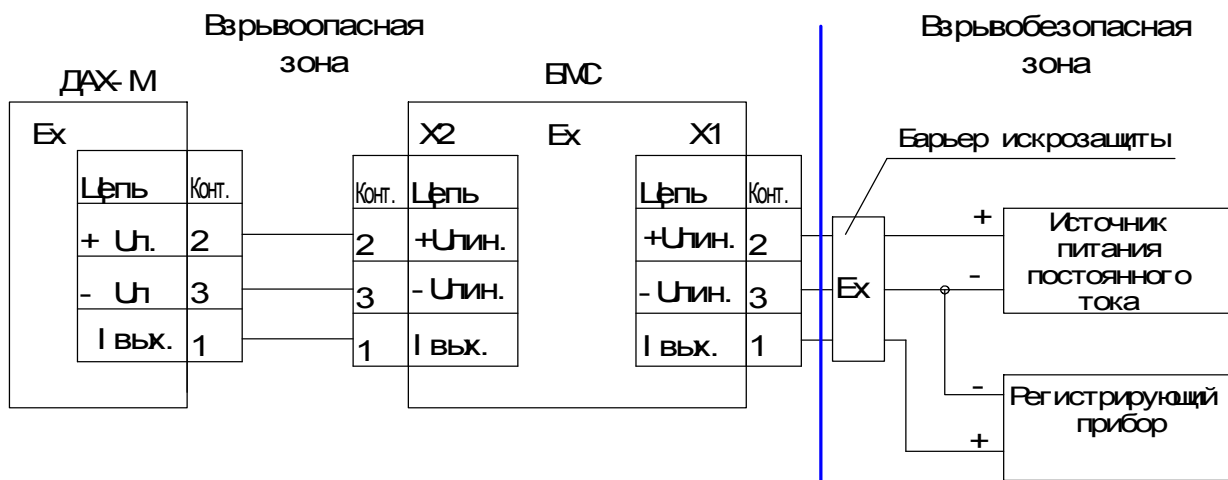 Взрывоопасная
зона
Взрывобезопасная
зона
ДАХ-М
БМС
Ex
X2
Ex
X1
Барьер искрозащиты
Цепь Конт.
+ Uп. 2
- Uп 3
I вых. 1
Конт. Цепь
2 +Uлин.
3 -Uлин.
1 I вых.
Цепь Конт.
+Uлин. 2
-Uлин. 3
I вых. 1
Ex
+
-
Источник
питания
постоянного
тока
-
+
Регистрирующий
прибор